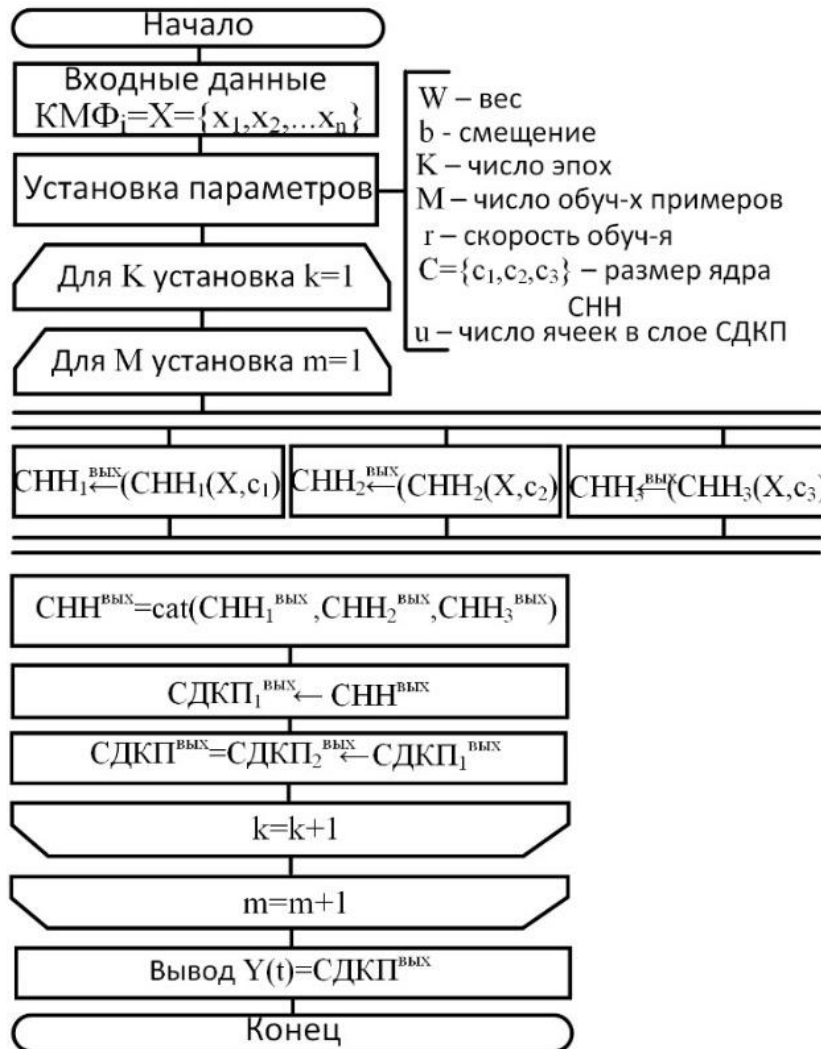 Начало
Входные данные
КМФi=X={x1,x2,...xn}
Установка параметров
W – вес
b - смещение
K – число эпох
M – число обуч-х примеров
r – скорость обуч-я
C={c1,c2,c3} – размер ядра
СНН
u – число ячеек в слое СДКП
Для K установка k=1
Для M установка m=1
СНН1вых←(СНН1(X,c1)
СНН2вых←(СНН2(X,c2)
СНН3вых←(СНН3(X,c3)
СННвых=cat(СНН1вых,СНН2вых,СНН3вых)
СДКП1вых← СННвых
СДКПвых=СДКП2вых← СДКП1вых
k=k+1
m=m+1
Вывод Y(t)=СДКПвых
Конец